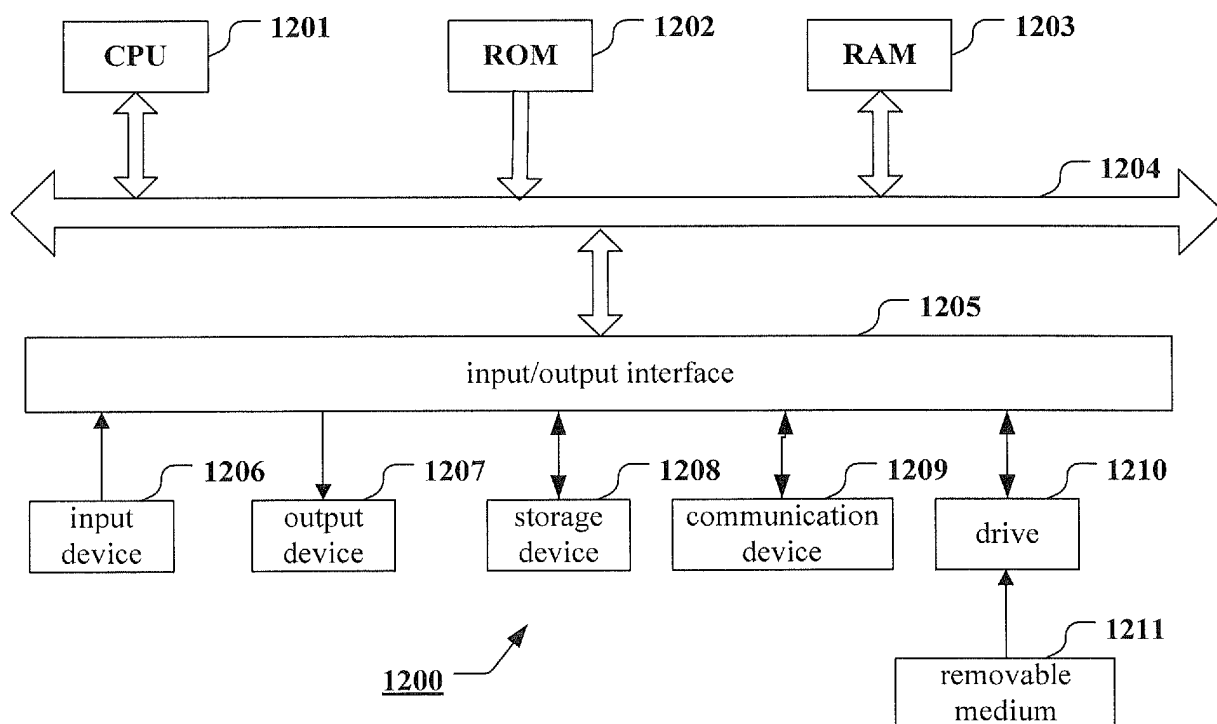 1201
1202
1203
CPU
ROM
RAM
1204
1205
input/output interface
1206
1207
1208
1209
1210
input
device
output
device
storage
device
communication
device
drive
1211
1200
removable
medium